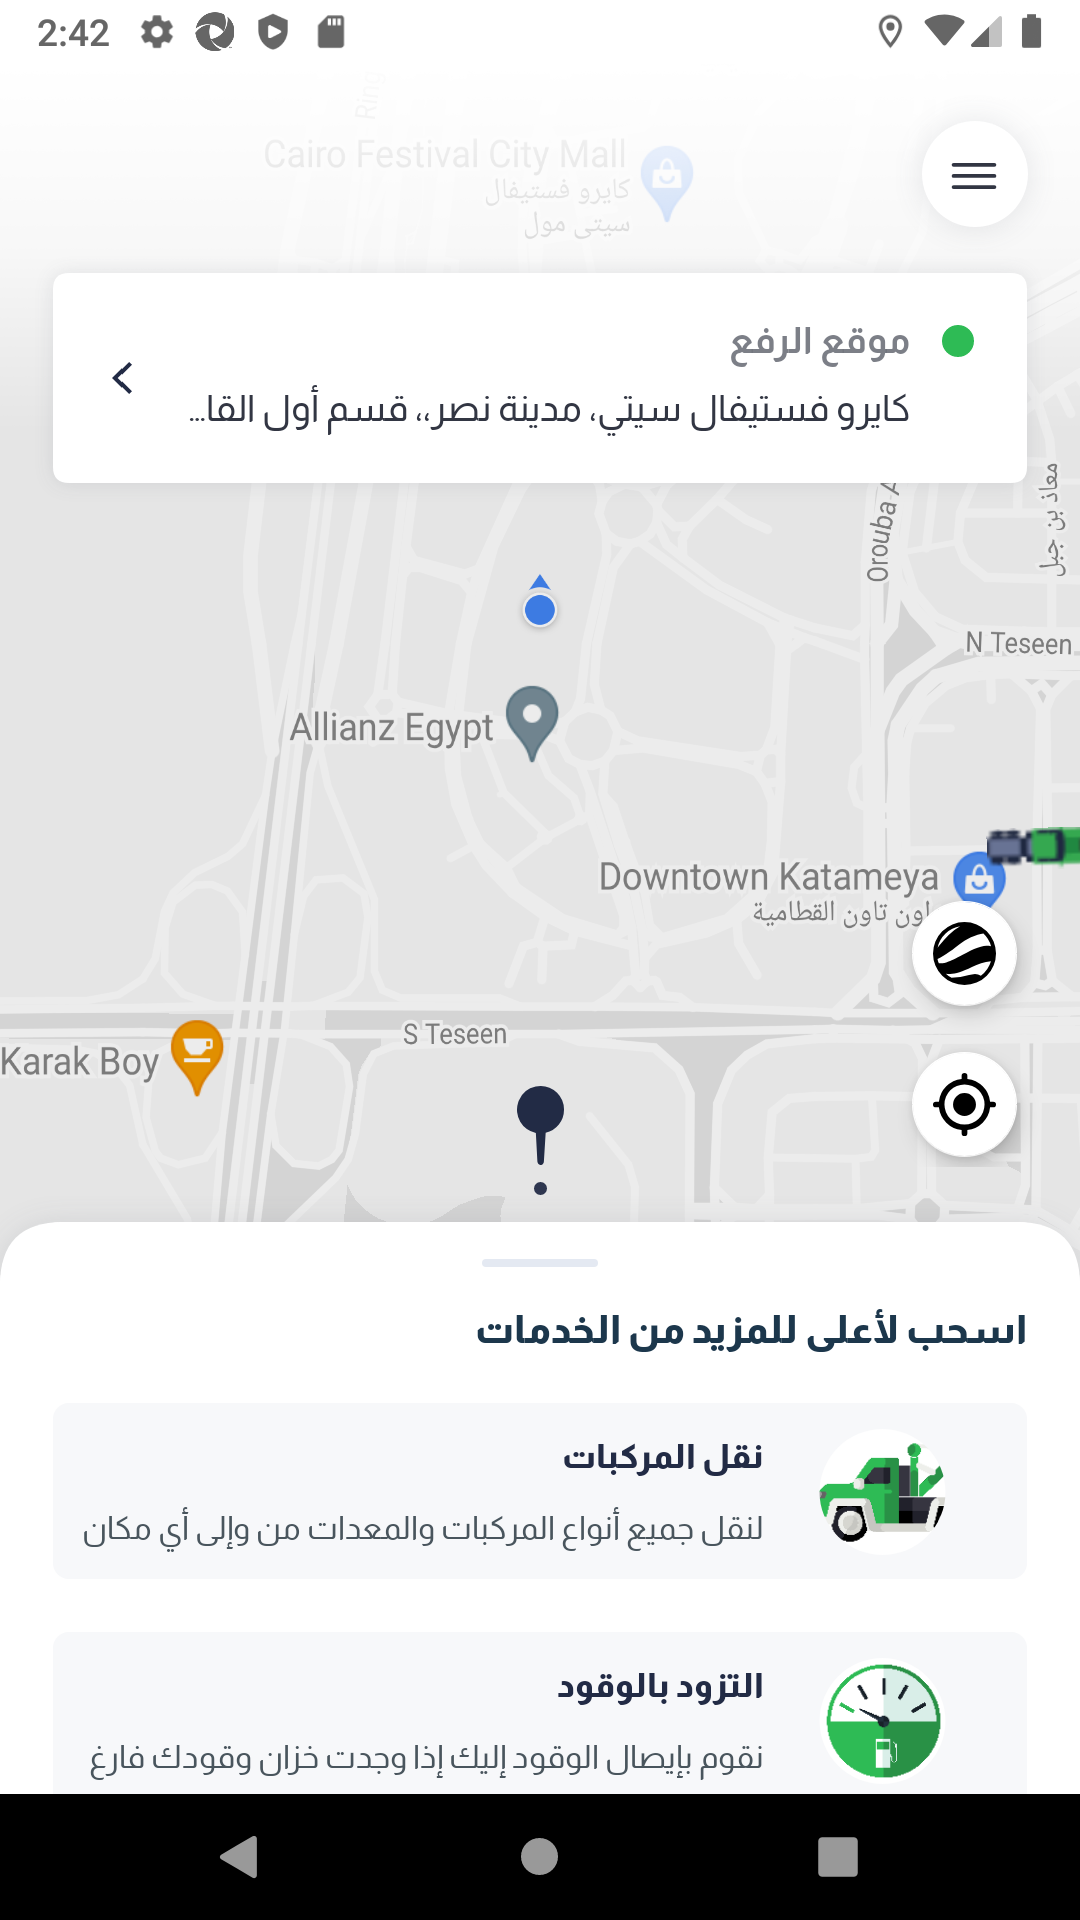 2:42
Ring
Cairo Festival City Mall
كايرو فستيفال
سيتي مول
موقع الرفع
كايرو فستيفال سيتي، مدينة نصر،، قسم أول القا...
Orouba A
معاذ بن جبل
N Teseen
Allianz Egypt
Downtown Katameya
اون تاون القطامية
S Teseen
Karak Boy
اسحب لأعلى للمزيد من الخدمات
نقل المركبات
لنقل جميع أنواع المركبات والمعدات من وإلى أي مكان
التزود بالوقود
نقوم بإيصال الوقود إليك إذا وجدت خزان وقودك فارغ